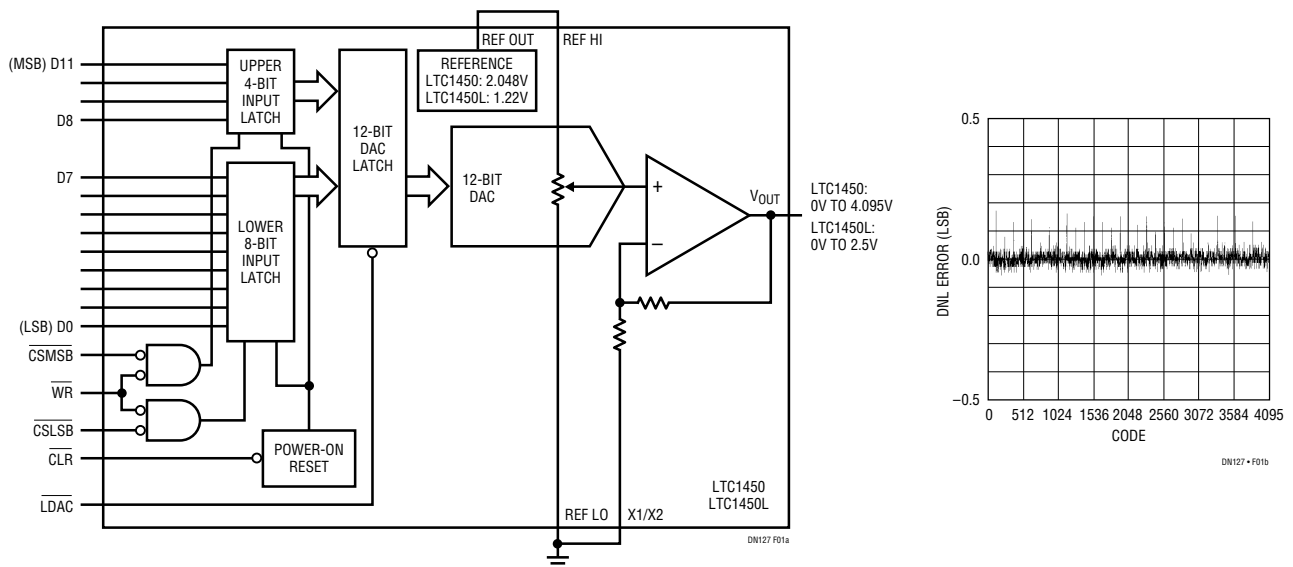 REF OUT
REF HI
REFERENCE
LTC1450: 2.048V
LTC1450L: 1.22V
(MSB) D11
D8
D7
(LSB) D0
CSMSB
WR
CSLSB
CLR
LDAC
UPPER
4-BIT
INPUT
LATCH
LOWER
8-BIT
INPUT
LATCH
12-BIT
DAC
LATCH
12-BIT
DAC
+
–
VOUT
LTC1450:
0V TO 4.095V
LTC1450L:
0V TO 2.5V
POWER-ON
RESET
LTC1450
LTC1450L
REF LO
X1/X2
DN127 F01a
DNL ERROR (LSB)
0.5
0.0
–0.5
0 512 1024 1536 2048 2560 3072 3584 4095
CODE
DN127 • F01b